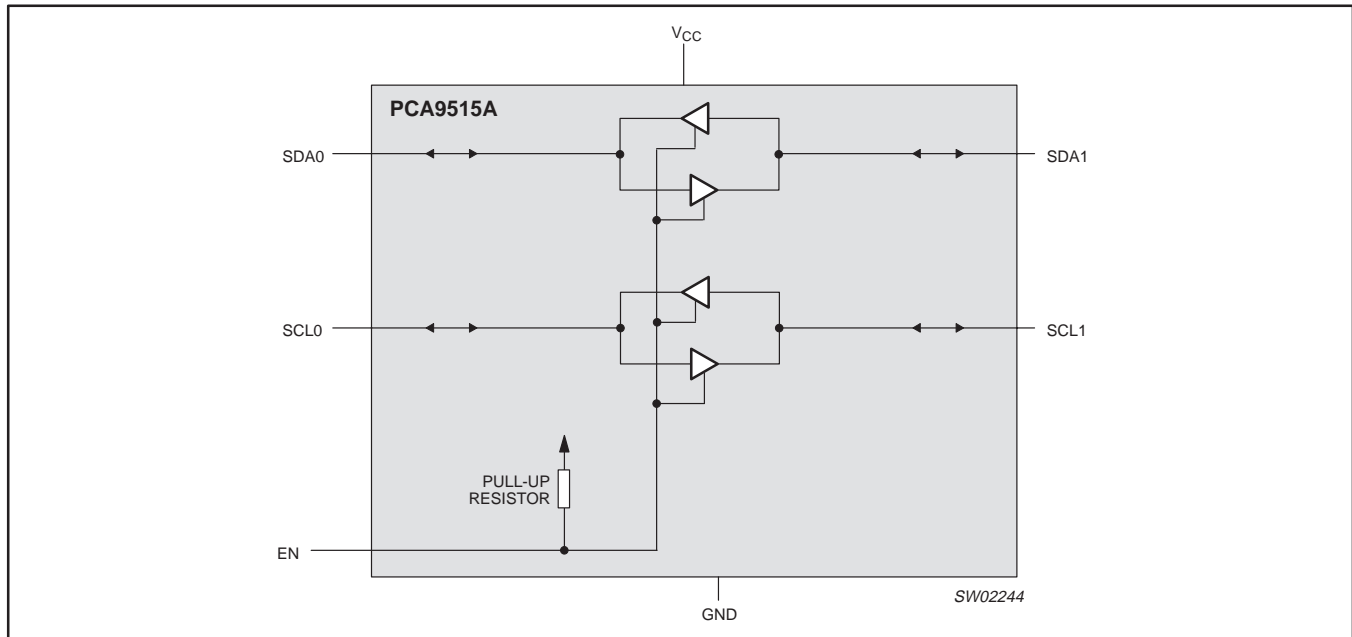 VCC
PCA9515A
SDA0
SDA1
SCL0
SCL1
PULL-UP
RESISTOR
EN
SW02244
GND